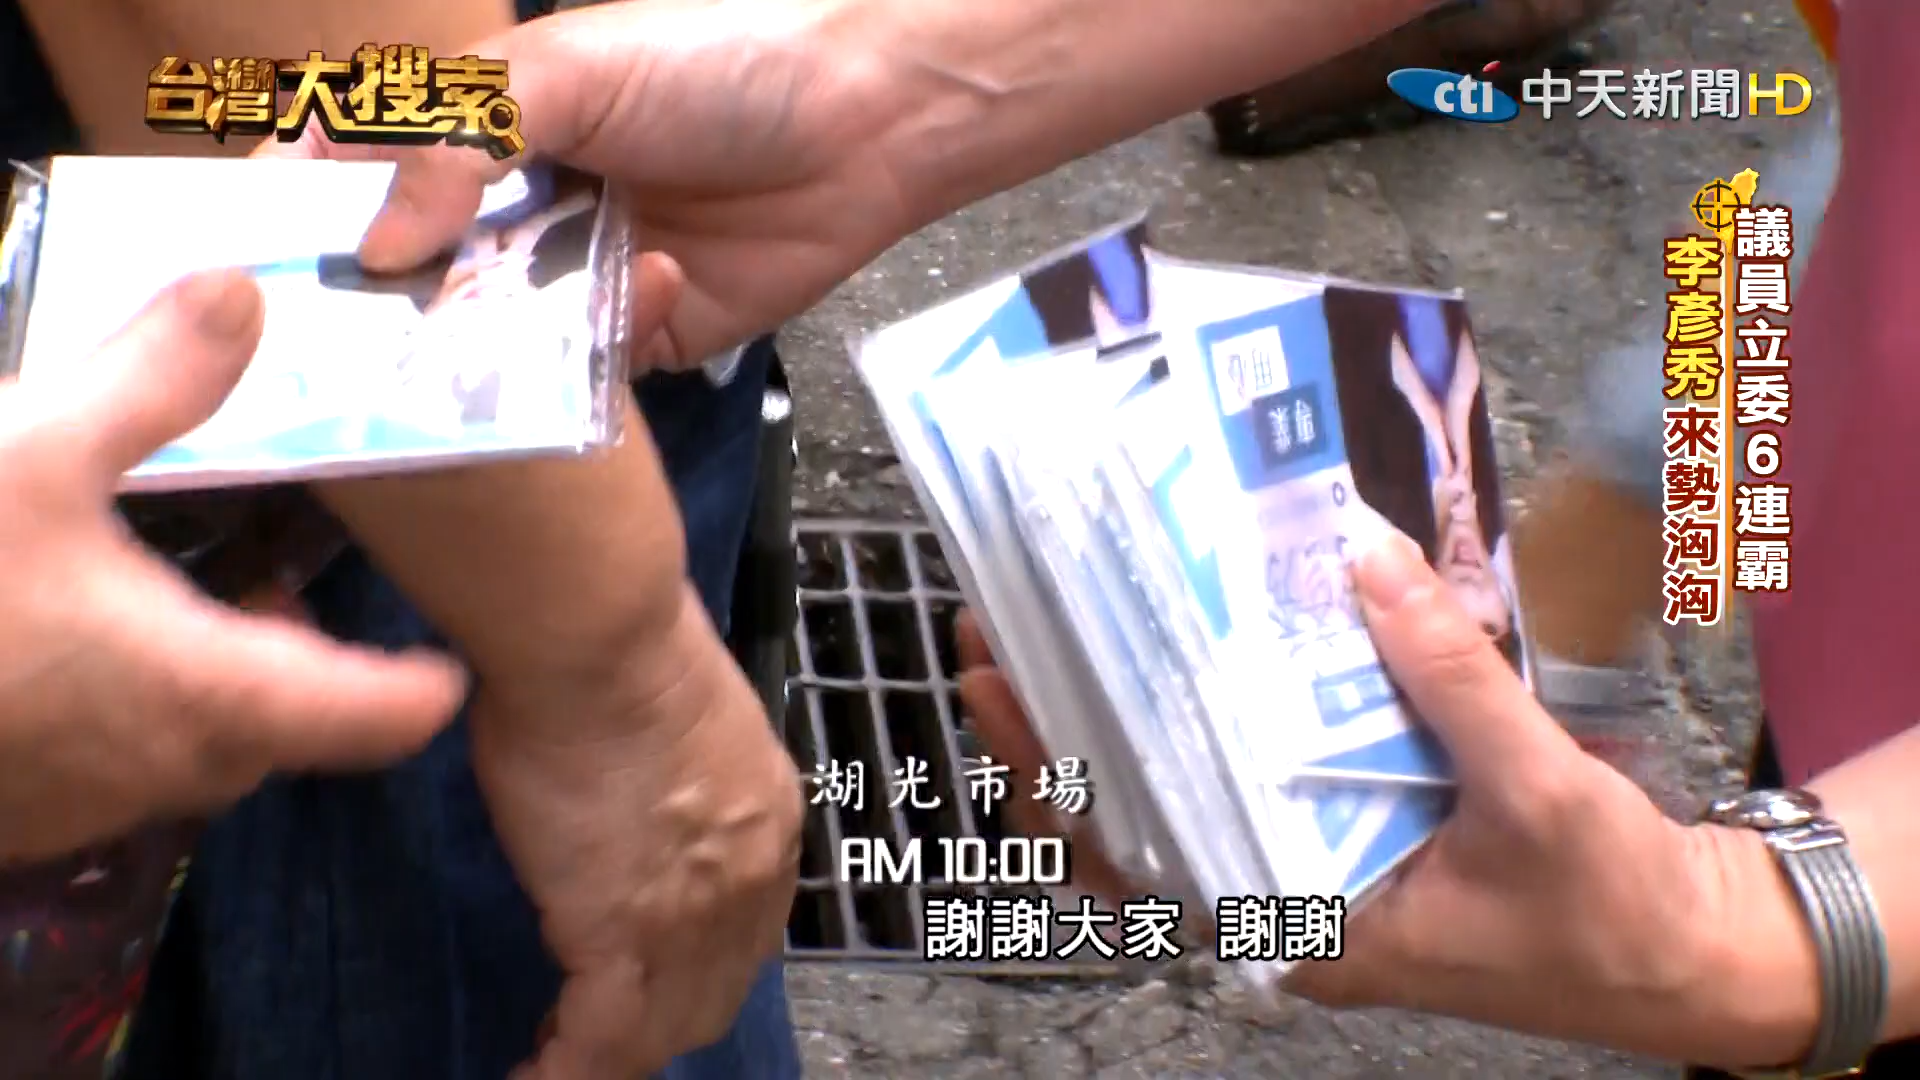 台灣大搜索
cti 中天新聞HD
議員立委6連霸
李彥秀來勢洶洶
湖光市場
AM 10:00
謝謝大家 謝謝